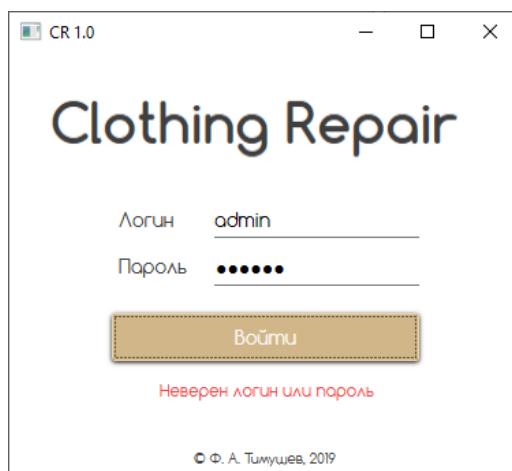 CR 1.0
Clothing Repair
Логин admin
Пароль ••••••
Войти
Неверен логин или пароль
© Ф. А. Тимушев, 2019